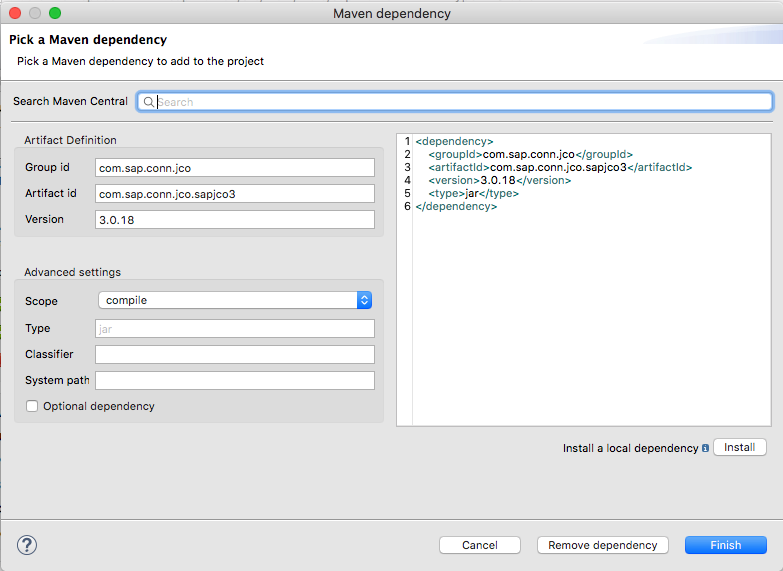 Maven dependency
Pick a Maven dependency
Pick a Maven dependency to add to the project
Search Maven Central
Search
Artifact Definition
Group id
com.sap.conn.jco
Artifact id
com.sap.conn.jco.sapjco3
Version
3.0.18
Advanced settings
Scope
compile
Type
jar
Classifier
System path
Optional dependency
1 <dependency>
2 <groupId>com.sap.conn.jco</groupId>
3 <artifactId>com.sap.conn.jco.sapjco3</artifactId>
4 <version>3.0.18</version>
5 <type>jar</type>
6 </dependency>
Install a local dependency
i
Install
?
Cancel
Remove dependency
Finish